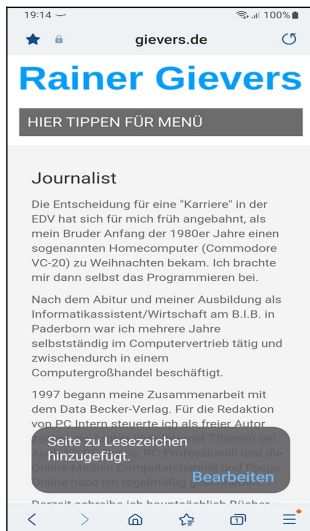 19:14
100%
gievers.de
Rainer Gievers
HIER TIPPEN FÜR MENÜ
Journalist
Die Entscheidung für eine "Karriere" in der
EDV hat sich für mich früh angebahnt, als
mein Bruder Anfang der 1980er Jahre einen
sogenannten Homecomputer (Commodore
VC-20) zu Weihnachten bekam. Ich brachte
mir dann selbst das Programmieren bei.
Nach dem Abitur und meiner Ausbildung als
Informatikassistent/Wirtschaft am B.I.B. in
Paderborn war ich mehrere Jahre
selbstständig im Computervertrieb tätig und
zwischendurch in einem
Computergroßhandel beschäftigt.
1997 begann meine Zusammenarbeit mit
dem Data Becker-Verlag. Für die Redaktion
von PC Intern steuerte ich als freier Autor
Seite zu Lesezeichen
hinzugefügt.
Bearbeiten
1